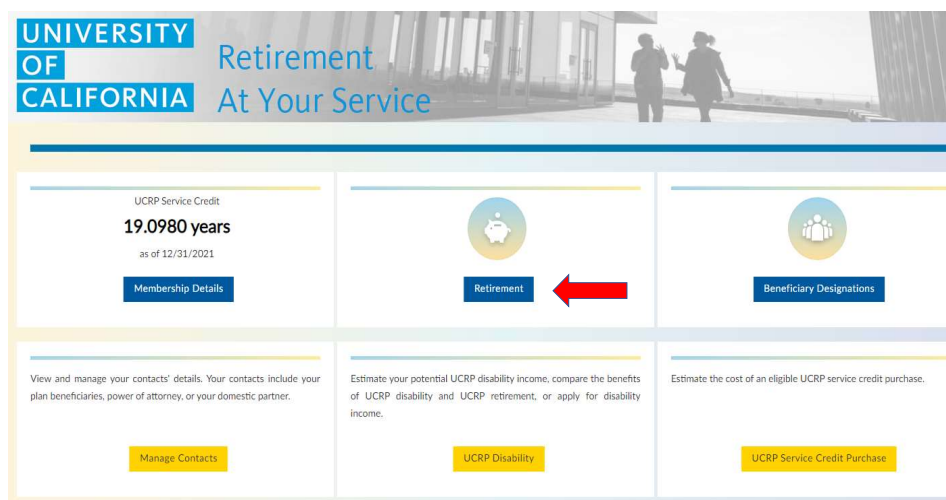 UNIVERSITY
OF
CALIFORNIA
Retirement
At Your Service
UCRP Service Credit
19.0980 years
as of 12/31/2021
Membership Details
Retirement
Beneficiary Designations
View and manage your contacts' details. Your contacts include your
plan beneficiaries, power of attorney, or your domestic partner.
Manage Contacts
Estimate your potential UCRP disability income, compare the benefits
of UCRP disability and UCRP retirement, or apply for disability
income.
UCRP Disability
Estimate the cost of an eligible UCRP service credit purchase.
UCRP Service Credit Purchase